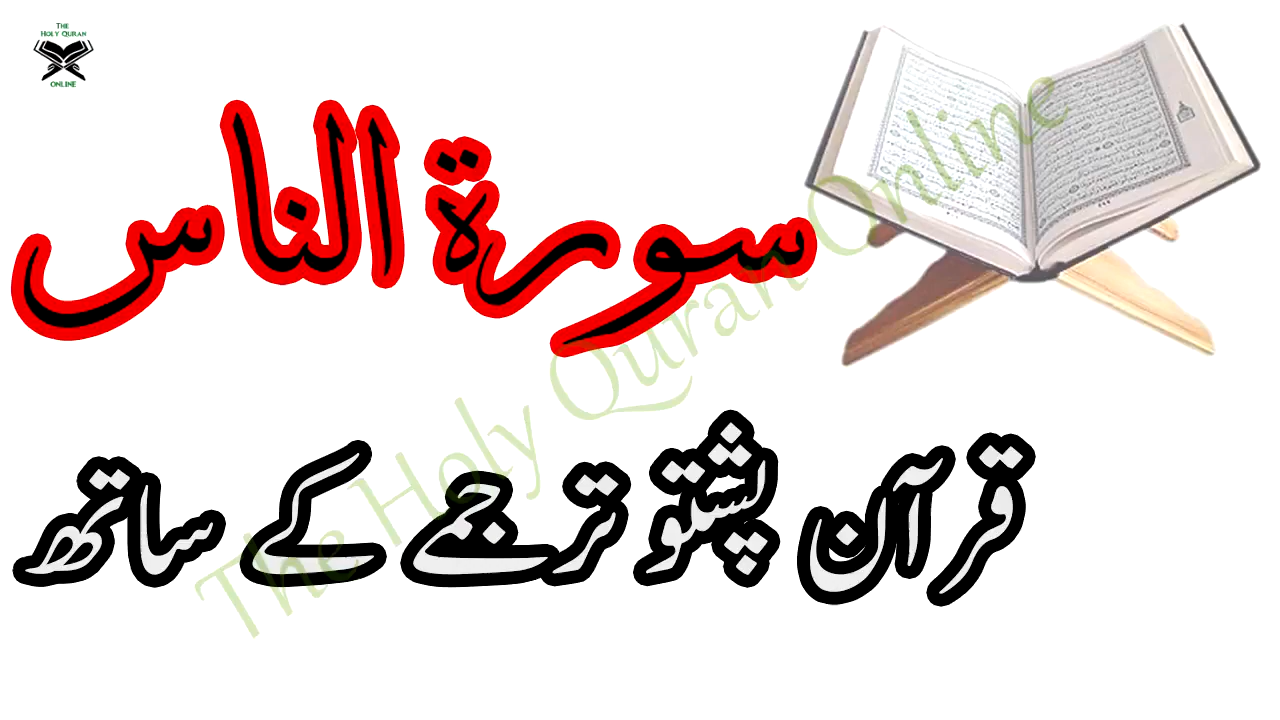 The
Holy Quran
ONLINE
سورة الناس
قرآن پشتو ترجمے کے ساتھ
The Holy Quran Online